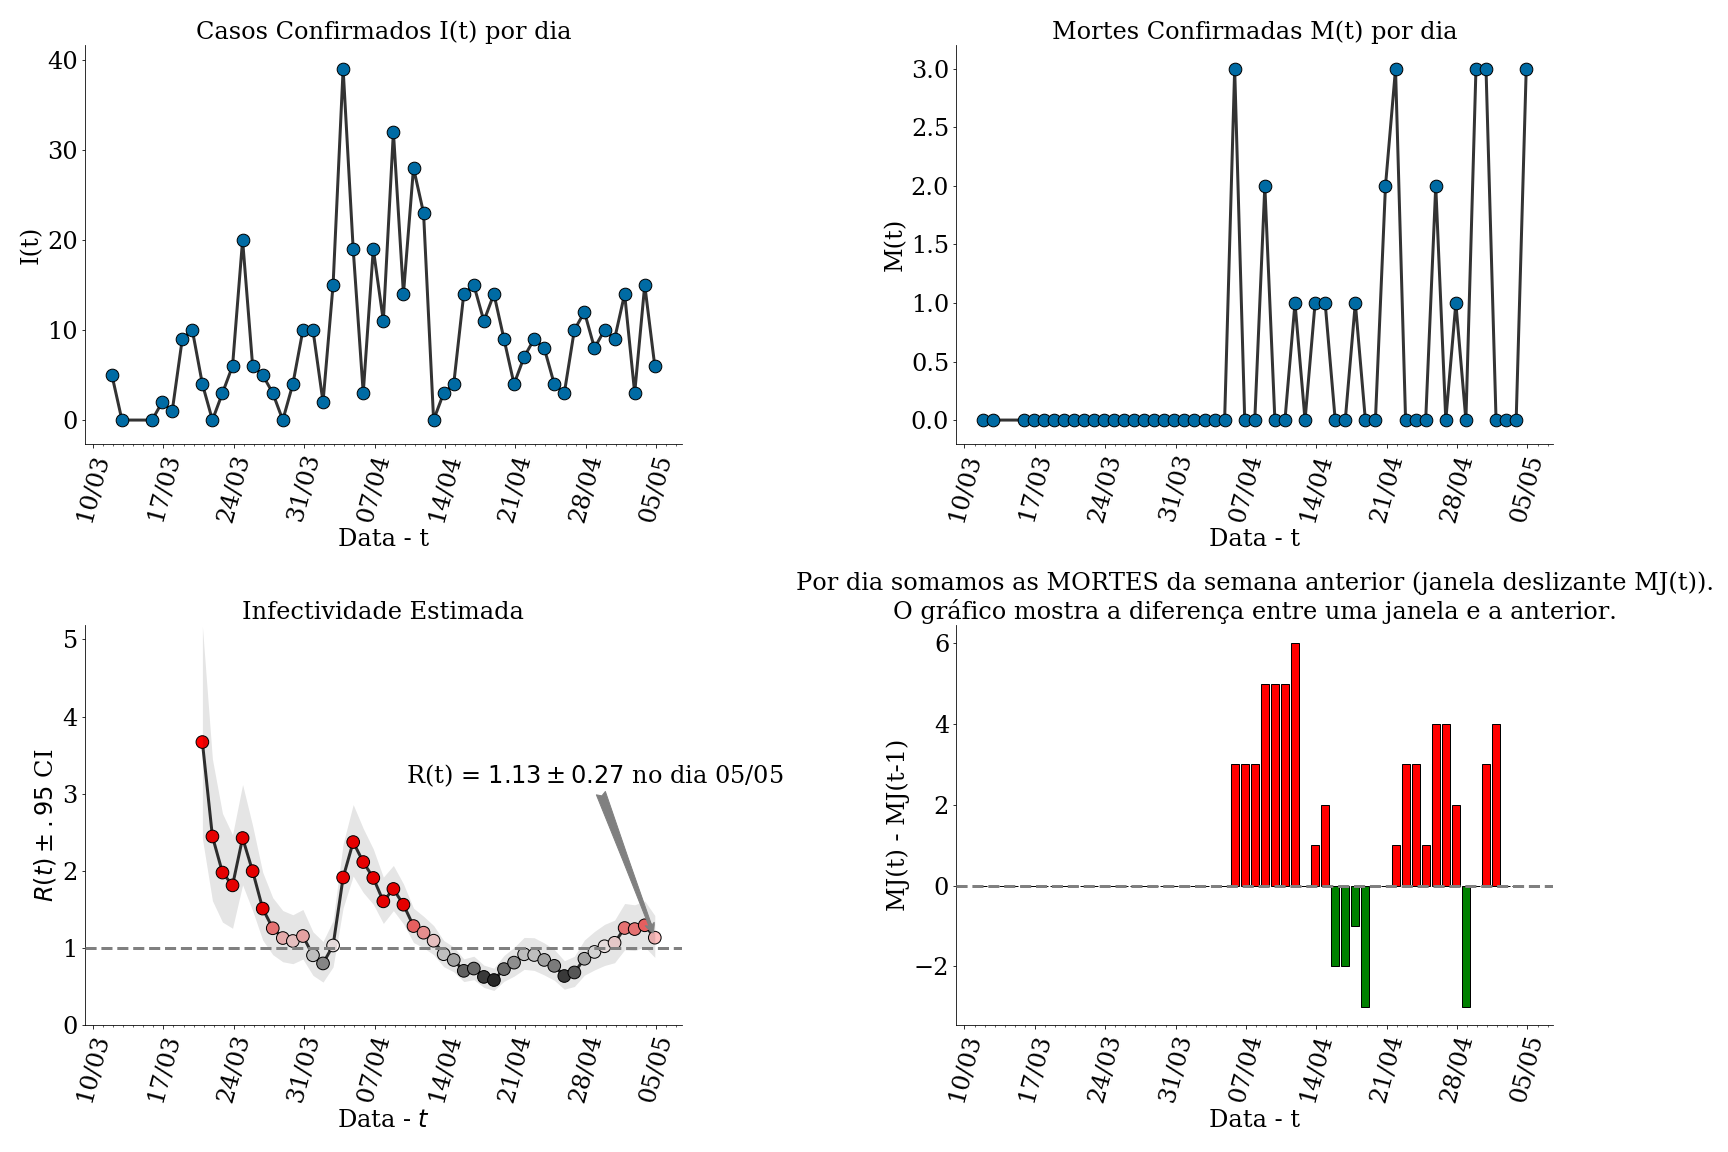 Casos Confirmados I(t) por dia
40
30
20
10
0
I(t)
10/03 17/03 24/03 31/03 07/04 14/04 21/04 28/04 05/05
Data - t
Mortes Confirmadas M(t) por dia
3.0
2.5
2.0
1.5
1.0
0.5
0.0
M(t)
10/03 17/03 24/03 31/03 07/04 14/04 21/04 28/04 05/05
Data - t
Infectividade Estimada
5
4
3
2
1
0
R(t) ± .95 CI
R(t) = 1.13 ± 0.27 no dia 05/05
10/03 17/03 24/03 31/03 07/04 14/04 21/04 28/04 05/05
Data - t
Por dia somamos as MORTES da semana anterior (janela deslizante MJ(t)).
O gráfico mostra a diferença entre uma janela e a anterior.
6
4
2
0
−2
MJ(t) - MJ(t-1)
10/03 17/03 24/03 31/03 07/04 14/04 21/04 28/04 05/05
Data - t